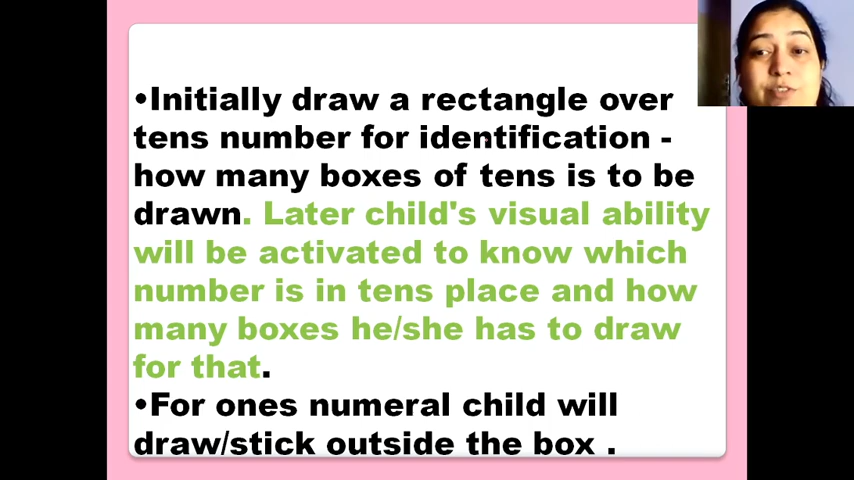 •Initially draw a rectangle over
tens number for identification -
how many boxes of tens is to be
drawn. Later child's visual ability
will be activated to know which
number is in tens place and how
many boxes he/she has to draw
for that.
•For ones numeral child will
draw/stick outside the box .